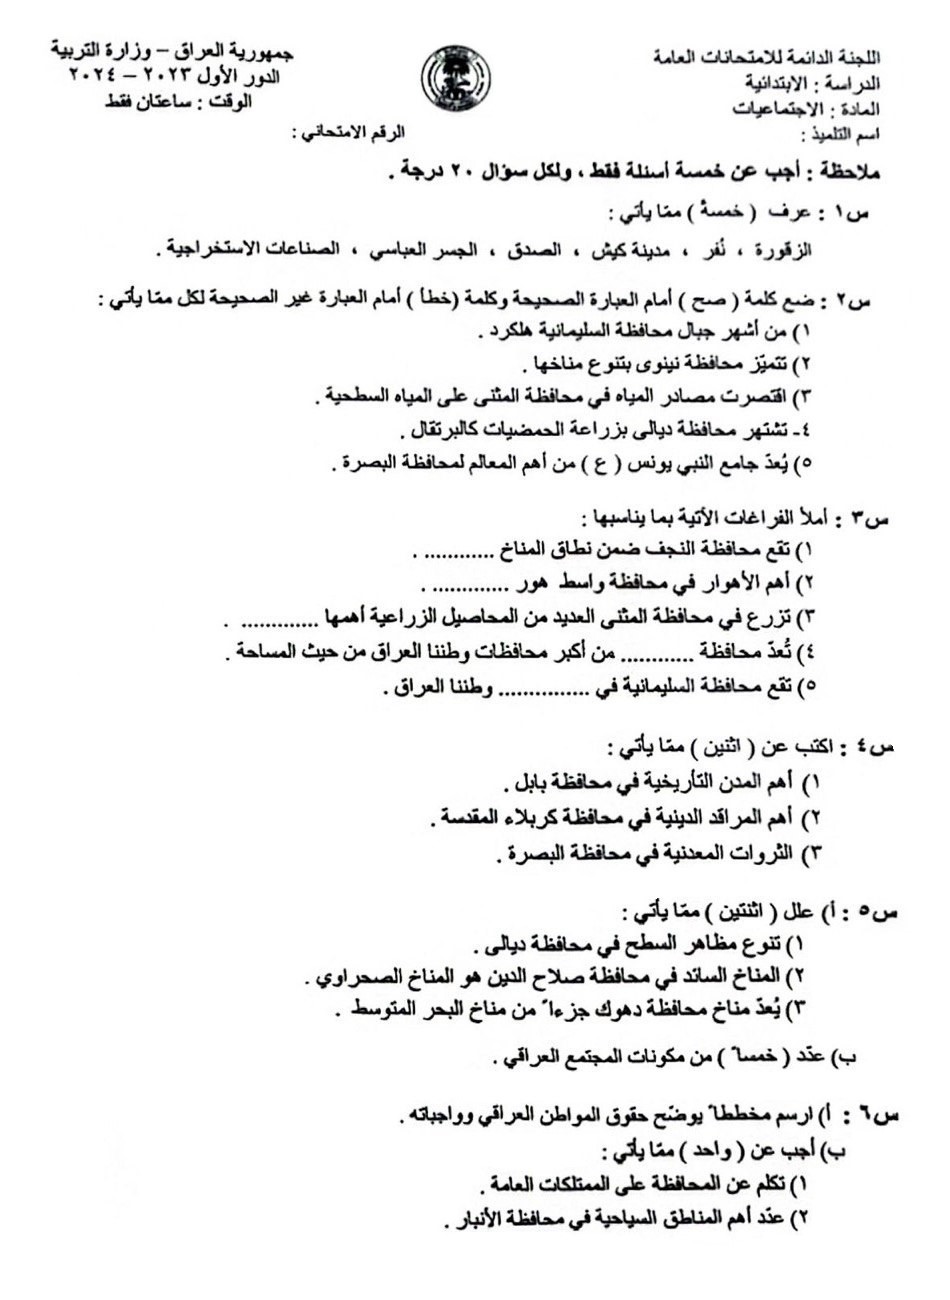 اللجنة الدائمة للامتحانات العامة
الدراسة : الابتدائية
المادة : الاجتماعيات
اسم التلميذ :
جمهورية العراق – وزارة التربية
الدور الأول ٢٠٢٣ – ٢٠٢٤
الوقت : ساعتان فقط
الرقم الامتحاني :
ملاحظة : أجب عن خمسة أسئلة فقط ، ولكل سؤال ٢٠ درجة .
س١ : عرف ( خمسةً ) ممّا يأتي :
الزقورة ، نُفر ، مدينة كيش ، الصدق ، الجسر العباسي ، الصناعات الاستخراجية .
س٢ : ضع كلمة ( صح ) أمام العبارة الصحيحة وكلمة (خطأ ) أمام العبارة غير الصحيحة لكل ممّا يأتي :
١) من أشهر جبال محافظة السليمانية هلكرد .
٢) تتميّز محافظة نينوى بتنوع مناخها .
٣) اقتصرت مصادر المياه في محافظة المثنى على المياه السطحية .
٤- تشتهر محافظة ديالى بزراعة الحمضيات كالبرتقال .
٥) يُعدّ جامع النبي يونس ( ع ) من أهم المعالم لمحافظة البصرة .
س٣ : أملأ الفراغات الآتية بما يناسبها :
١) تقع محافظة النجف ضمن نطاق المناخ ............ .
٢) أهم الأهوار في محافظة واسط هور ............. .
٣) تزرع في محافظة المثنى العديد من المحاصيل الزراعية أهمها ............. .
٤) تُعدّ محافظة ............ من أكبر محافظات وطننا العراق من حيث المساحة .
٥) تقع محافظة السليمانية في ............... وطننا العراق .
س٤ : اكتب عن ( اثنين ) ممّا يأتي :
١) أهم المدن التأريخية في محافظة بابل .
٢) أهم المراقد الدينية في محافظة كربلاء المقدسة .
٣) الثروات المعدنية في محافظة البصرة .
س٥ : أ) علل ( اثنتين ) ممّا يأتي :
١) تنوع مظاهر السطح في محافظة ديالى .
٢) المناخ السائد في محافظة صلاح الدين هو المناخ الصحراوي .
٣) يُعدّ مناخ محافظة دهوك جزءاً من مناخ البحر المتوسط .
ب) عدّد ( خمساً ) من مكونات المجتمع العراقي .
س٦ : أ) ارسم مخططاً يوضّح حقوق المواطن العراقي وواجباته .
ب) أجب عن ( واحد ) ممّا يأتي :
١) تكلم عن المحافظة على الممتلكات العامة .
٢) عدّد أهم المناطق السياحية في محافظة الأنبار .